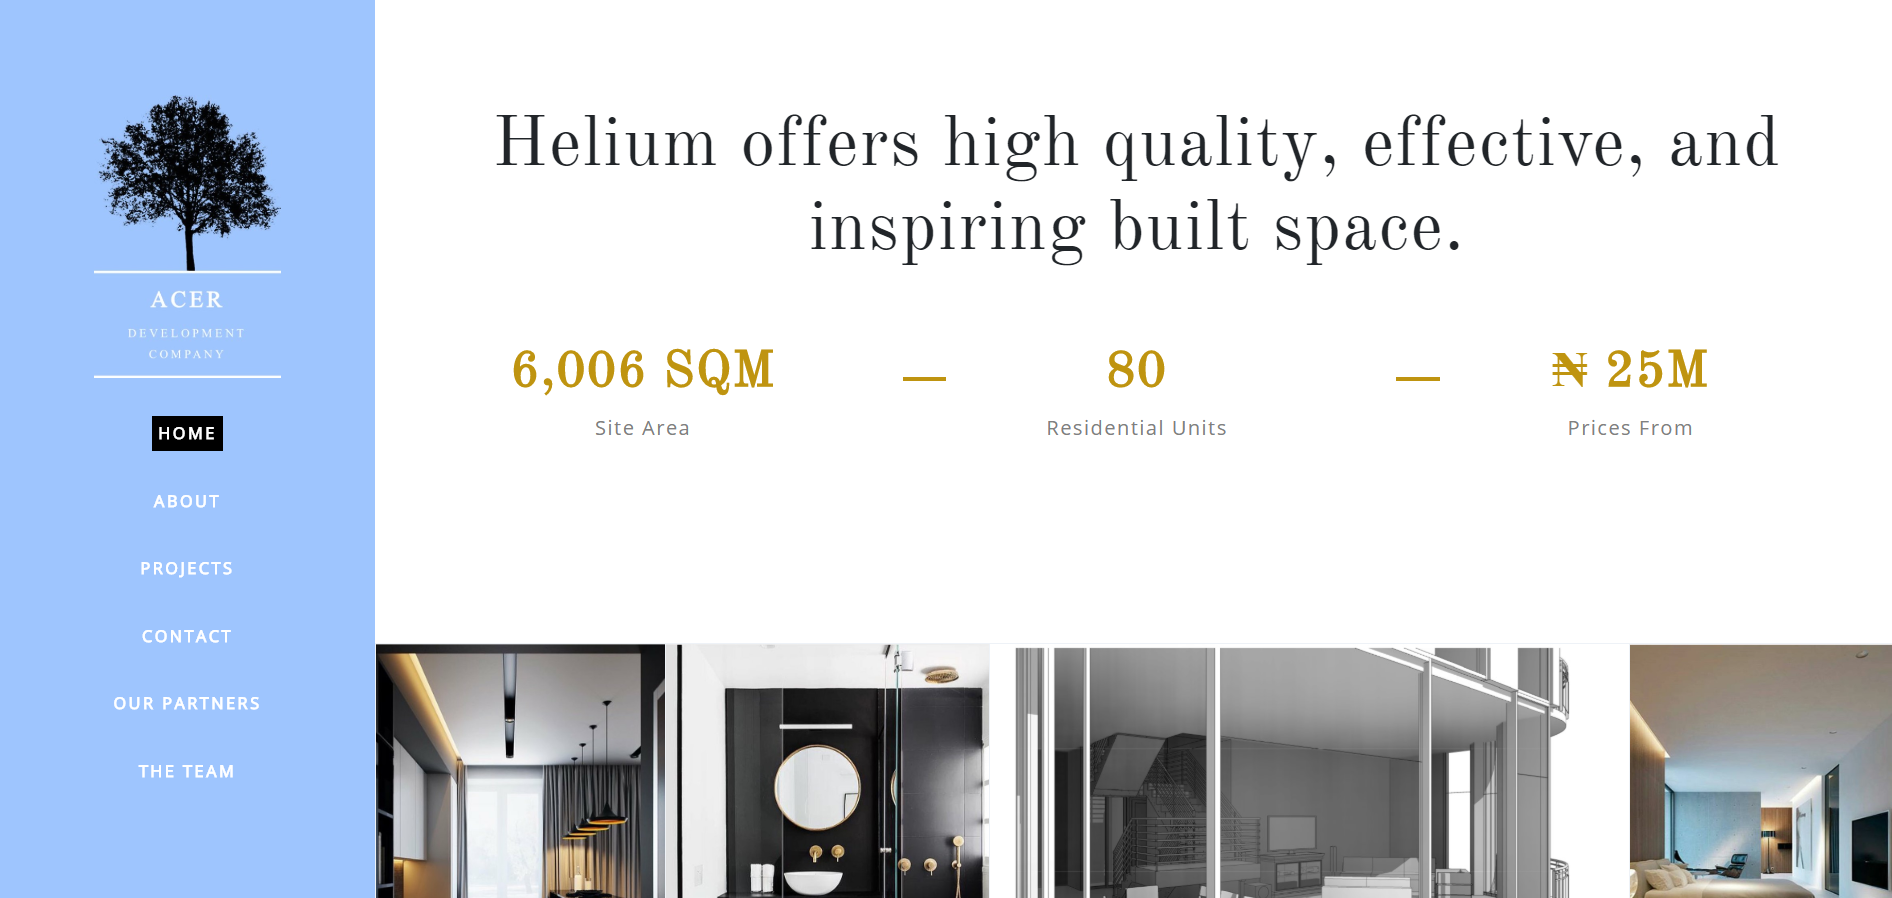 ACER
DEVELOPMENT
COMPANY
HOME
ABOUT
PROJECTS
CONTACT
OUR PARTNERS
THE TEAM
Helium offers high quality, effective, and
inspiring built space.
6,006 SQM
Site Area
80
Residential Units
₦ 25M
Prices From